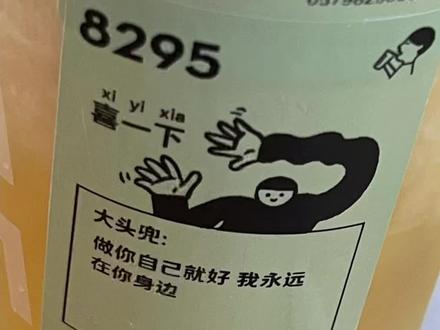 8295
xi yi xia
喜一下
大头兜:
做你自己就好 我永远
在你身边